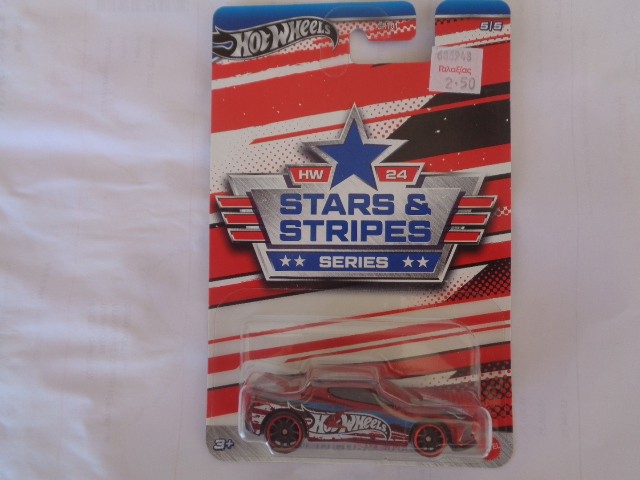 HOT WHEELS
5/5
Γαλαξίας
2.50
HW 24
STARS &
STRIPES
★★ SERIES ★★
HOT WHEELS
3+